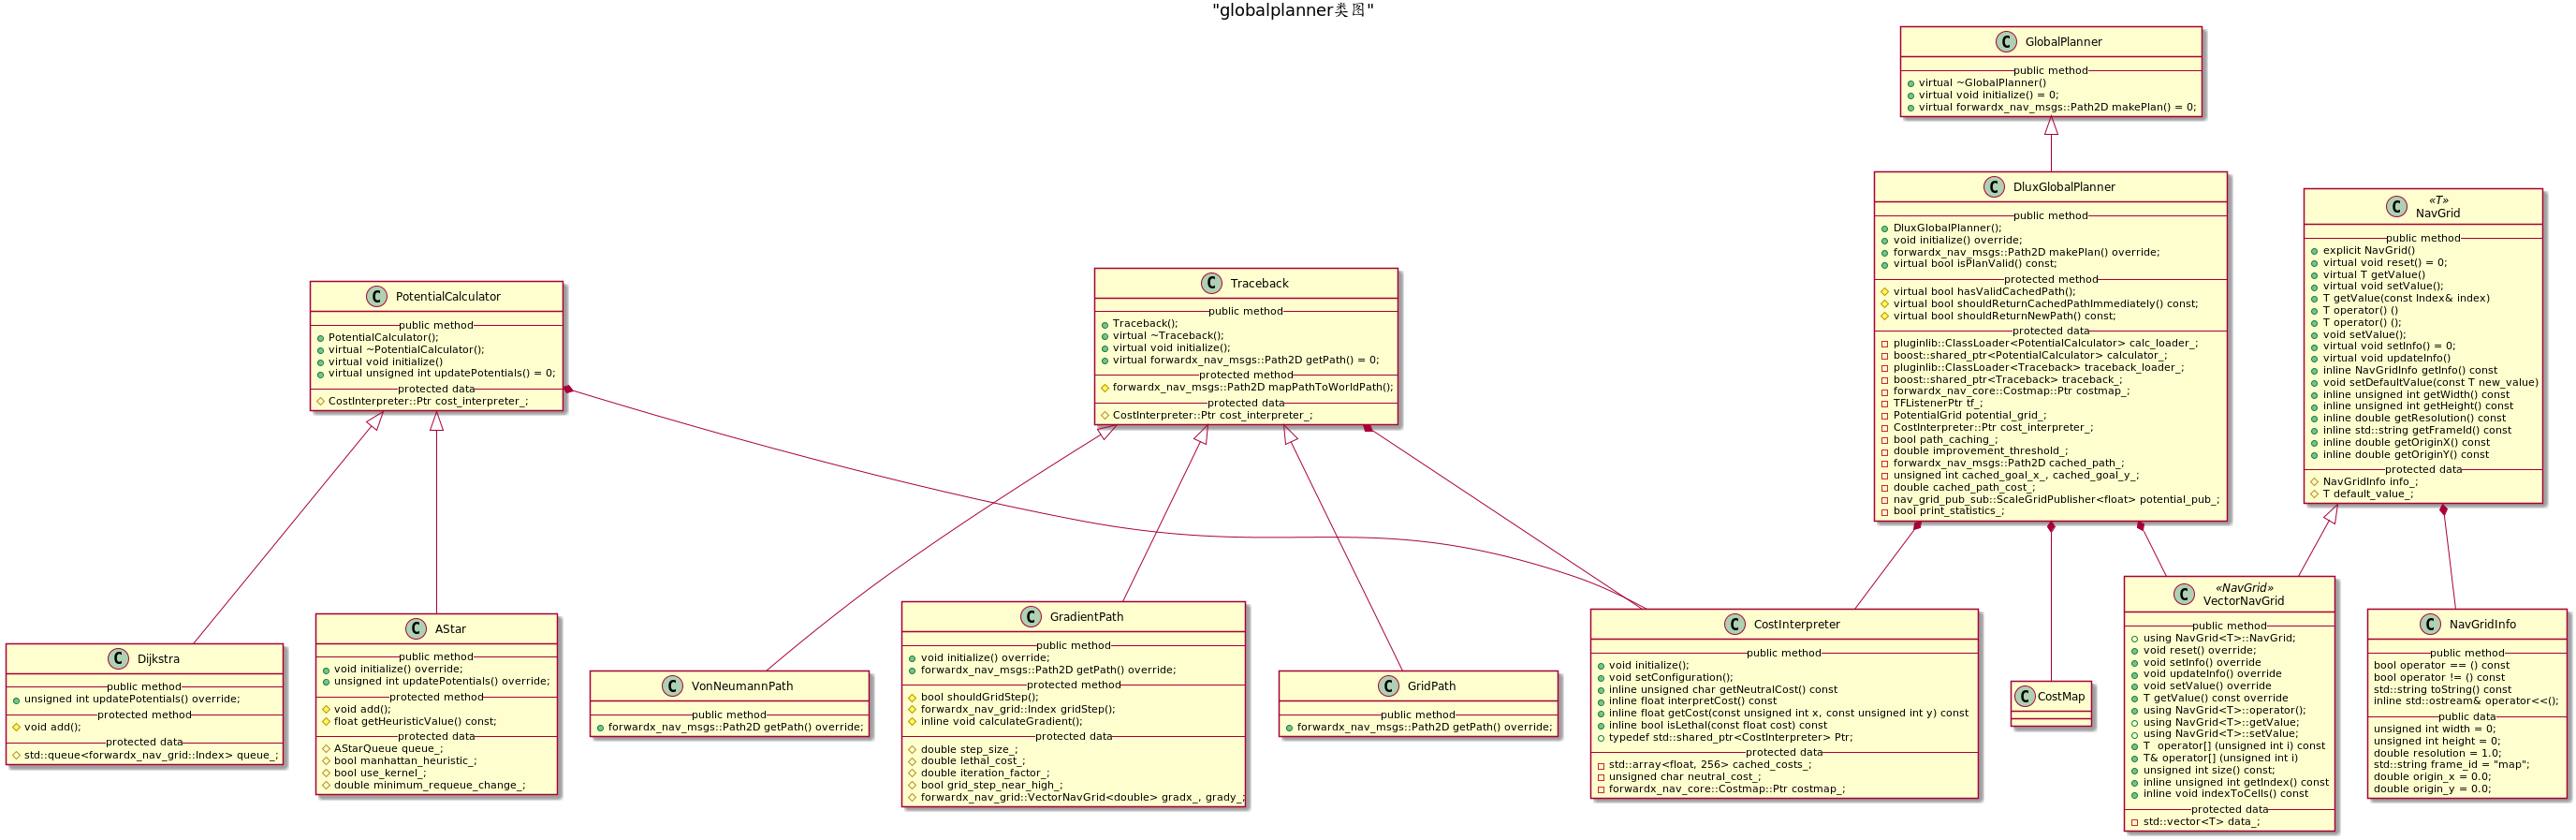 "globalplanner类图"
GlobalPlanner
public method
virtual ~GlobalPlanner()
virtual void initialize() = 0;
virtual forwardx_nav_msgs::Path2D makePlan() = 0;
DluxGlobalPlanner
public method
DluxGlobalPlanner();
void initialize() override;
forwardx_nav_msgs::Path2D makePlan() override;
virtual bool isPlanValid() const;
protected method
virtual bool hasValidCachedPath();
virtual bool shouldReturnCachedPathImmediately() const;
virtual bool shouldReturnNewPath() const;
protected data
pluginlib::ClassLoader<PotentialCalculator> calc_loader_;
boost::shared_ptr<PotentialCalculator> calculator_;
pluginlib::ClassLoader<Traceback> traceback_loader_;
boost::shared_ptr<Traceback> traceback_;
forwardx_nav_core::Costmap::Ptr costmap_;
TFListenerPtr tf_;
PotentialGrid potential_grid_;
CostInterpreter::Ptr cost_interpreter_;
bool path_caching_;
double improvement_threshold_;
forwardx_nav_msgs::Path2D cached_path_;
unsigned int cached_goal_x_, cached_goal_y_;
double cached_path_cost_;
nav_grid_pub_sub::ScaleGridPublisher<float> potential_pub_;
bool print_statistics_;
«T»
NavGrid
public method
explicit NavGrid()
virtual void reset() = 0;
virtual T getValue()
virtual void setValue();
T getValue(const Index& index)
T operator() ()
T operator() ();
void setValue();
virtual void setInfo() = 0;
virtual void updateInfo()
inline NavGridInfo getInfo() const
void setDefaultValue(const T new_value)
inline unsigned int getWidth() const
inline unsigned int getHeight() const
inline double getResolution() const
inline std::string getFrameId() const
inline double getOriginX() const
inline double getOriginY() const
protected data
NavGridInfo info_;
T default_value_;
PotentialCalculator
public method
PotentialCalculator();
virtual ~PotentialCalculator();
virtual void initialize()
virtual unsigned int updatePotentials() = 0;
protected data
CostInterpreter::Ptr cost_interpreter_;
Traceback
public method
Traceback();
virtual ~Traceback();
virtual void initialize();
virtual forwardx_nav_msgs::Path2D getPath() = 0;
protected method
forwardx_nav_msgs::Path2D mapPathToWorldPath();
protected data
CostInterpreter::Ptr cost_interpreter_;
Dijkstra
public method
unsigned int updatePotentials() override;
protected method
void add();
protected data
std::queue<forwardx_nav_grid::Index> queue_;
AStar
public method
void initialize() override;
unsigned int updatePotentials() override;
protected method
void add();
float getHeuristicValue() const;
protected data
AStarQueue queue_;
bool manhattan_heuristic_;
bool use_kernel_;
double minimum_requeue_change_;
VonNeumannPath
public method
forwardx_nav_msgs::Path2D getPath() override;
GradientPath
public method
void initialize() override;
forwardx_nav_msgs::Path2D getPath() override;
protected method
bool shouldGridStep();
forwardx_nav_grid::Index gridStep();
inline void calculateGradient();
protected data
double step_size_;
double lethal_cost_;
double iteration_factor_;
bool grid_step_near_high_;
forwardx_nav_grid::VectorNavGrid<double> gradx_, grady_;
GridPath
public method
forwardx_nav_msgs::Path2D getPath() override;
CostInterpreter
public method
void initialize();
void setConfiguration();
inline unsigned char getNeutralCost() const
inline float interpretCost() const
inline float getCost(const unsigned int x, const unsigned int y) const
inline bool isLethal(const float cost) const
typedef std::shared_ptr<CostInterpreter> Ptr;
protected data
std::array<float, 256> cached_costs_;
unsigned char neutral_cost_;
forwardx_nav_core::Costmap::Ptr costmap_;
CostMap
«NavGrid»
VectorNavGrid
public method
using NavGrid<T>::NavGrid;
void reset() override;
void setInfo() override
void updateInfo() override
void setValue() override
T getValue() const override
using NavGrid<T>::operator();
using NavGrid<T>::getValue;
using NavGrid<T>::setValue;
T  operator[] (unsigned int i) const
T& operator[] (unsigned int i)
unsigned int size() const;
inline unsigned int getIndex() const
inline void indexToCells() const
protected data
std::vector<T> data_;
NavGridInfo
public method
bool operator == () const
bool operator != () const
std::string toString() const
inline std::ostream& operator<<();
public data
unsigned int width = 0;
unsigned int height = 0;
double resolution = 1.0;
std::string frame_id = "map";
double origin_x = 0.0;
double origin_y = 0.0;